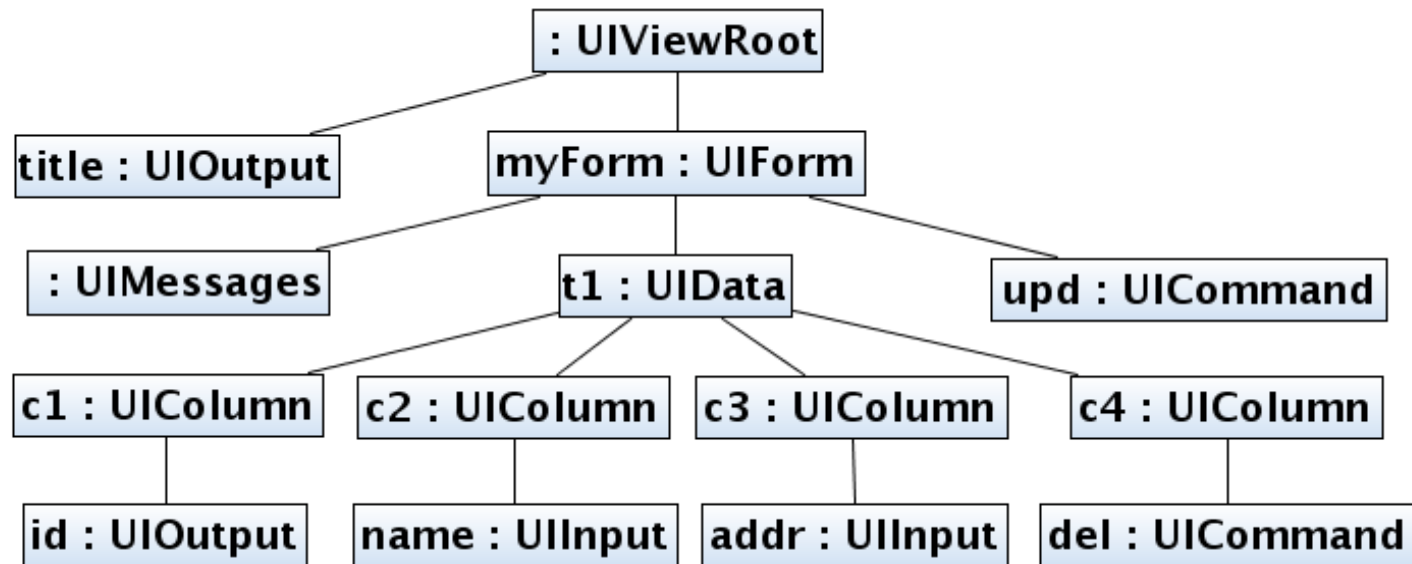 : UIViewRoot
title : UIOutput
myForm : UIForm
: UIMessages
t1 : UIData
upd : UICommand
c1 : UIColumn
c2 : UIColumn
c3 : UIColumn
c4 : UIColumn
id : UIOutput
name : UIInput
addr : UIInput
del : UICommand